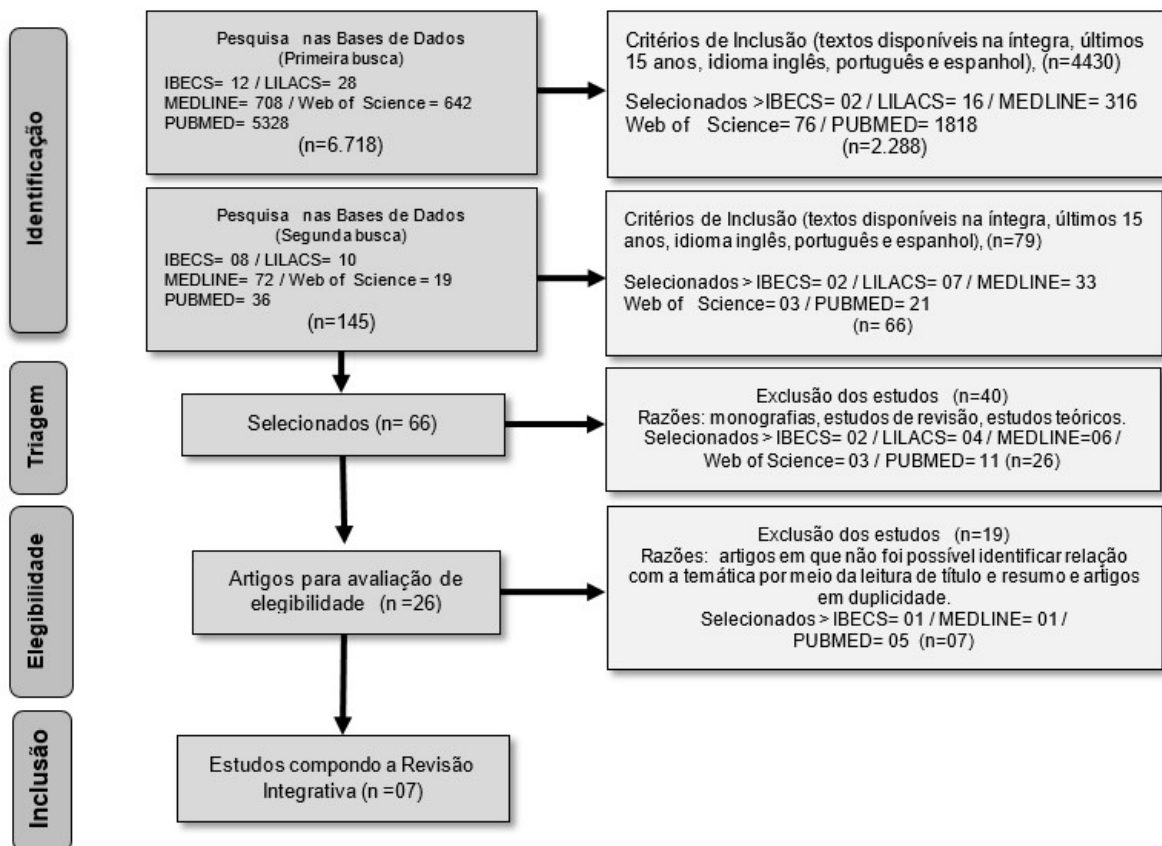 Identificação
Pesquisa nas Bases de Dados
(Primeira busca)
IBECS= 12 / LILACS= 28
MEDLINE= 708 / Web of Science = 642
PUBMED= 5328
(n=6.718)
Critérios de Inclusão (textos disponíveis na íntegra, últimos
15 anos, idioma inglês, português e espanhol), (n=4430)
Selecionados >IBECS= 02 / LILACS= 16 / MEDLINE= 316
Web of Science= 76 / PUBMED= 1818
(n=2.288)
Pesquisa nas Bases de Dados
(Segunda busca)
IBECS= 08 / LILACS= 10
MEDLINE= 72 / Web of Science = 19
PUBMED= 36
(n=145)
Critérios de Inclusão (textos disponíveis na íntegra, últimos 15
anos, idioma inglês, português e espanhol), (n=79)
Selecionados > IBECS= 02 / LILACS= 07 / MEDLINE= 33
Web of Science= 03 / PUBMED= 21
(n= 66)
Triagem
Selecionados (n= 66)
Exclusão dos estudos (n=40)
Razões: monografias, estudos de revisão, estudos teóricos.
Selecionados > IBECS= 02 / LILACS= 04 / MEDLINE=06 /
Web of Science= 03 / PUBMED= 11 (n=26)
Elegibilidade
Artigos para avaliação de
elegibilidade (n =26)
Exclusão dos estudos (n=19)
Razões: artigos em que não foi possível identificar relação
com a temática por meio da leitura de título e resumo e artigos
em duplicidade.
Selecionados > IBECS= 01 / MEDLINE= 01 /
PUBMED= 05 (n=07)
Inclusão
Estudos compondo a Revisão
Integrativa (n =07)